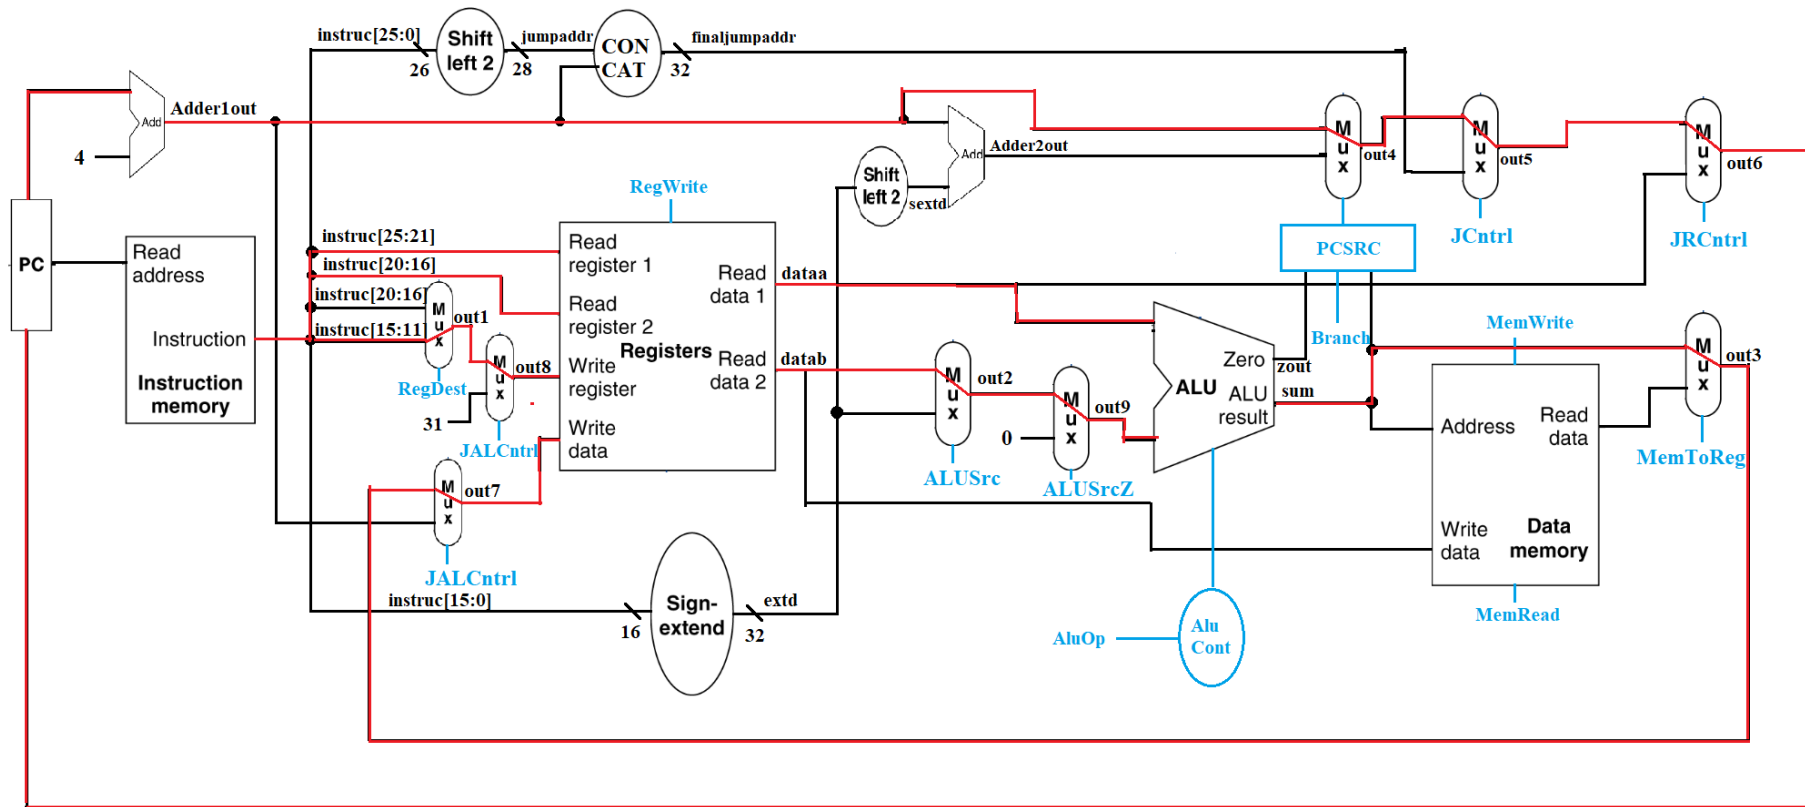 instruc[25:0]
26
Shift
left 2
jumpaddr
28
CON
CAT
finaljumpaddr
32
Adder1out
Add
4
PC
Read
address
Instruction
Instruction
memory
instruc[25:21]
instruc[20:16]
instruc[20:16]
instruc[15:11]
M
u
x
out1
RegDest
M
u
x
out8
31
JALCntrl
M
u
x
out7
JALCntrl
instruc[15:0]
16
Sign-
extend
extd
32
RegWrite
Read
register 1
Read
register 2
Write
register
Write
data
Registers
Read
data 1
Read
data 2
dataa
datab
Shift
left 2
sextd
Add
Adder2out
M
u
x
out2
ALUSrc
0
M
u
x
out9
ALUSrcZ
ALU
Zero
zout
ALU
result
sum
AluOp
Alu
Cont
M
u
x
out4
PCSRC
Branch
M
u
x
out5
JCntrl
M
u
x
out6
JRCntrl
MemWrite
Address
Read
data
Write
data
Data
memory
MemRead
M
u
x
out3
MemToReg